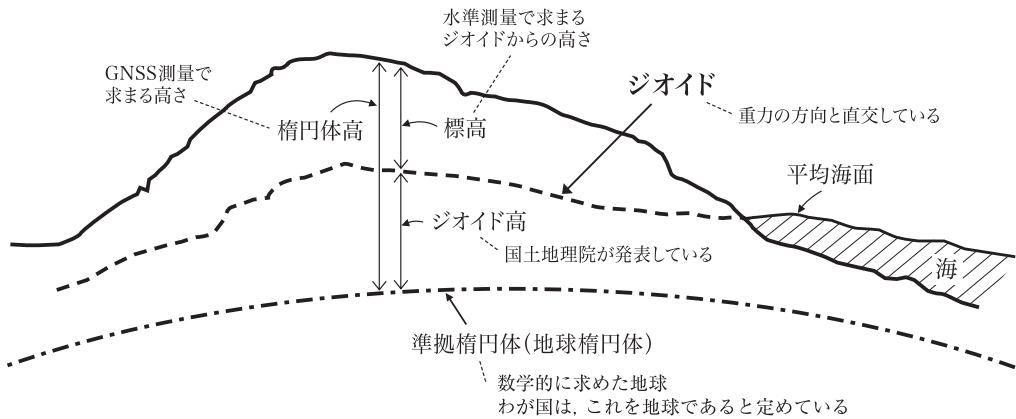 水準測量で求まる
ジオイドからの高さ
GNSS測量で
求まる高さ
ジオイド
重力の方向と直交している
楕円体高
標高
平均海面
ジオイド高
国土地理院が発表している
海
準拠楕円体(地球楕円体)
数学的に求めた地球
わが国は，これを地球であると定めている